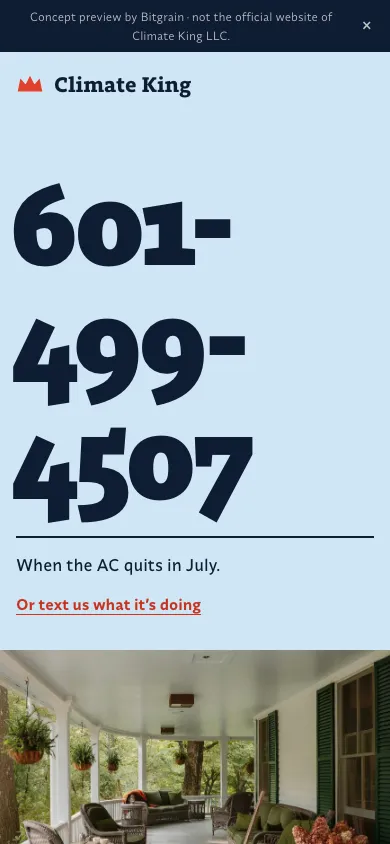 Concept preview by Bitgrain · not the official website of
Climate King LLC.
×
Climate King
601-
499-
4507
When the AC quits in July.
Or text us what it's doing